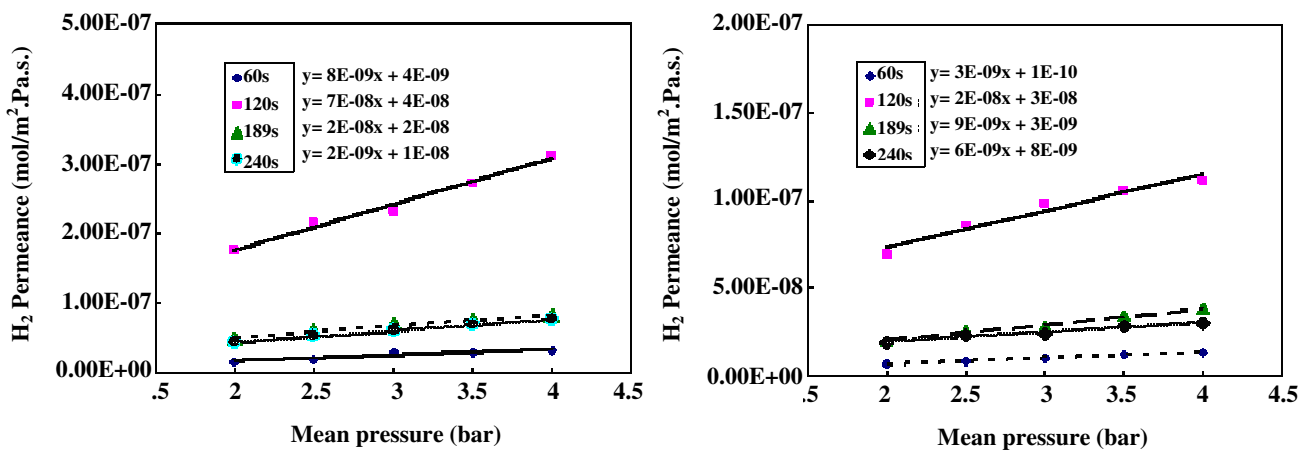 H2 Permeance (mol/m2.Pa.s.)
5.00E-07
4.00E-07
3.00E-07
2.00E-07
1.00E-07
0.00E+00
60s y= 8E-09x + 4E-09
120s y= 7E-08x + 4E-08
189s y= 2E-08x + 2E-08
240s y= 2E-09x + 1E-08
.5 2 2.5 3 3.5 4 4.5
Mean pressure (bar)
H2 Permeance (mol/m2.Pa.s.)
2.00E-07
1.50E-07
1.00E-07
5.00E-08
0.00E+00
60s y= 3E-09x + 1E-10
120s y= 2E-08x + 3E-08
189s y= 9E-09x + 3E-09
240s y= 6E-09x + 8E-09
.5 2 2.5 3 3.5 4 4.5
Mean pressure (bar)